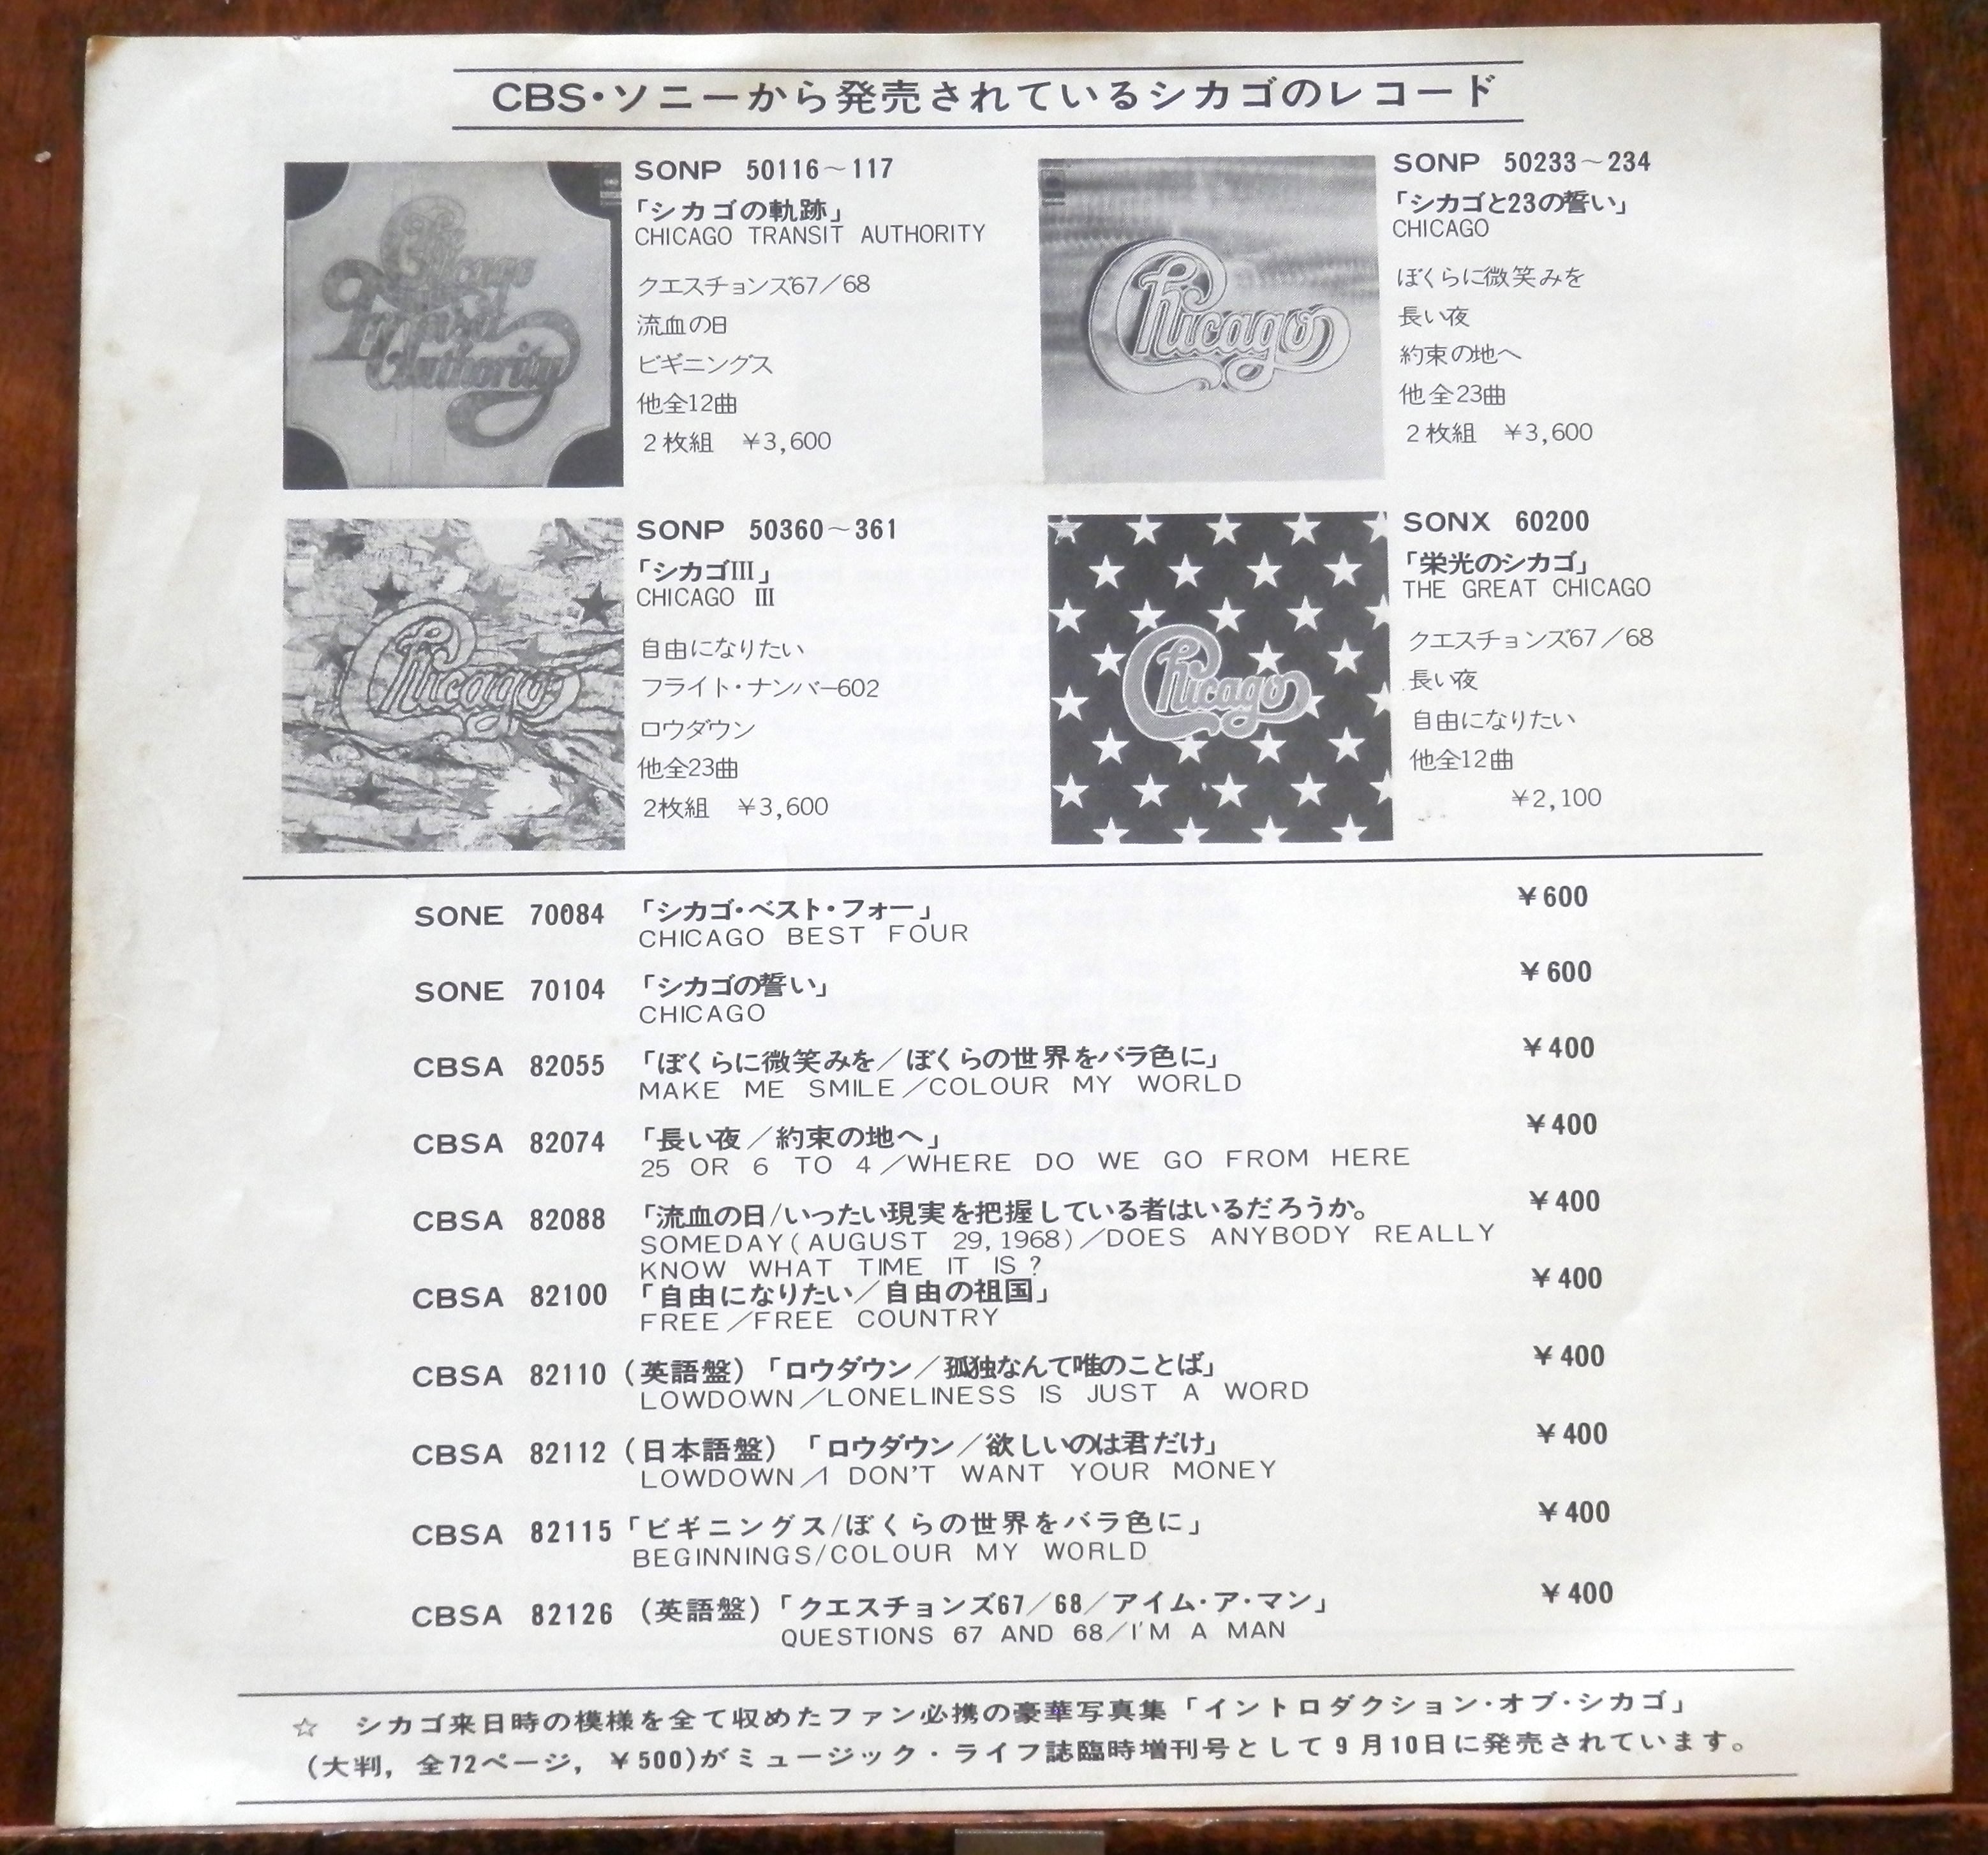 CBS・ソニーから発売されているシカゴのレコード
Chicago
Transit
Authority
SONP 50116～117
「シカゴの軌跡」
CHICAGO TRANSIT AUTHORITY
クエスチョンズ67／68
流血の日
ビギニングス
他全12曲
2枚組 ￥3,600
Chicago
SONP 50233～234
「シカゴと23の誓い」
CHICAGO
ぼくらに微笑みを
長い夜
約束の地へ
他全23曲
2枚組 ￥3,600
Chicago
SONP 50360～361
「シカゴIII」
CHICAGO III
自由になりたい
フライト・ナンバー602
ロウダウン
他全23曲
2枚組 ￥3,600
Chicago
SONX 60200
「栄光のシカゴ」
THE GREAT CHICAGO
クエスチョンズ67／68
長い夜
自由になりたい
他全12曲
￥2,100
SONE 70084 「シカゴ・ベスト・フォー」 ￥600
CHICAGO BEST FOUR
SONE 70104 「シカゴの誓い」 ￥600
CHICAGO
CBSA 82055 「ぼくらに微笑みを／ぼくらの世界をバラ色に」 ￥400
MAKE ME SMILE／COLOUR MY WORLD
CBSA 82074 「長い夜／約束の地へ」 ￥400
25 OR 6 TO 4／WHERE DO WE GO FROM HERE
CBSA 82088 「流血の日/いったい現実を把握している者はいるだろうか。 ￥400
SOMEDAY(AUGUST 29,1968)／DOES ANYBODY REALLY
KNOW WHAT TIME IT IS?
CBSA 82100 「自由になりたい／自由の祖国」 ￥400
FREE／FREE COUNTRY
CBSA 82110 (英語盤)「ロウダウン／孤独なんて唯のことば」 ￥400
LOWDOWN／LONELINESS IS JUST A WORD
CBSA 82112 (日本語盤) 「ロウダウン／欲しいのは君だけ」 ￥400
LOWDOWN／I DON'T WANT YOUR MONEY
CBSA 82115 「ビギニングス/ぼくらの世界をバラ色に」 ￥400
BEGINNINGS/COLOUR MY WORLD
CBSA 82126 (英語盤)「クエスチョンズ67／68／アイム・ア・マン」 ￥400
QUESTIONS 67 AND 68／I'M A MAN
☆ シカゴ来日時の模様を全て収めたファン必携の豪華写真集「イントロダクション・オブ・シカゴ」
(大判, 全72ページ, ￥500)がミュージック・ライフ誌臨時増刊号として9月10日に発売されています。